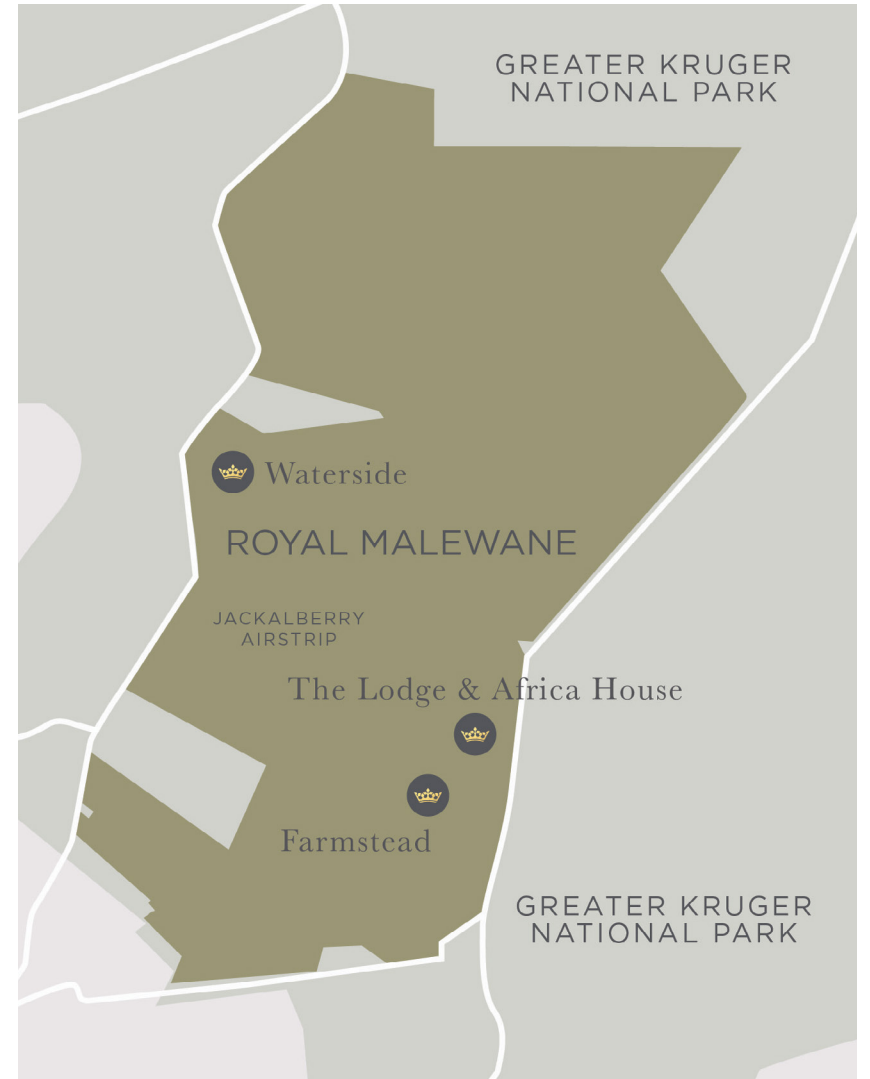 GREATER KRUGER
NATIONAL PARK
Waterside
ROYAL MALEWANE
JACKALBERRY
AIRSTRIP
The Lodge & Africa House
Farmstead
GREATER KRUGER
NATIONAL PARK